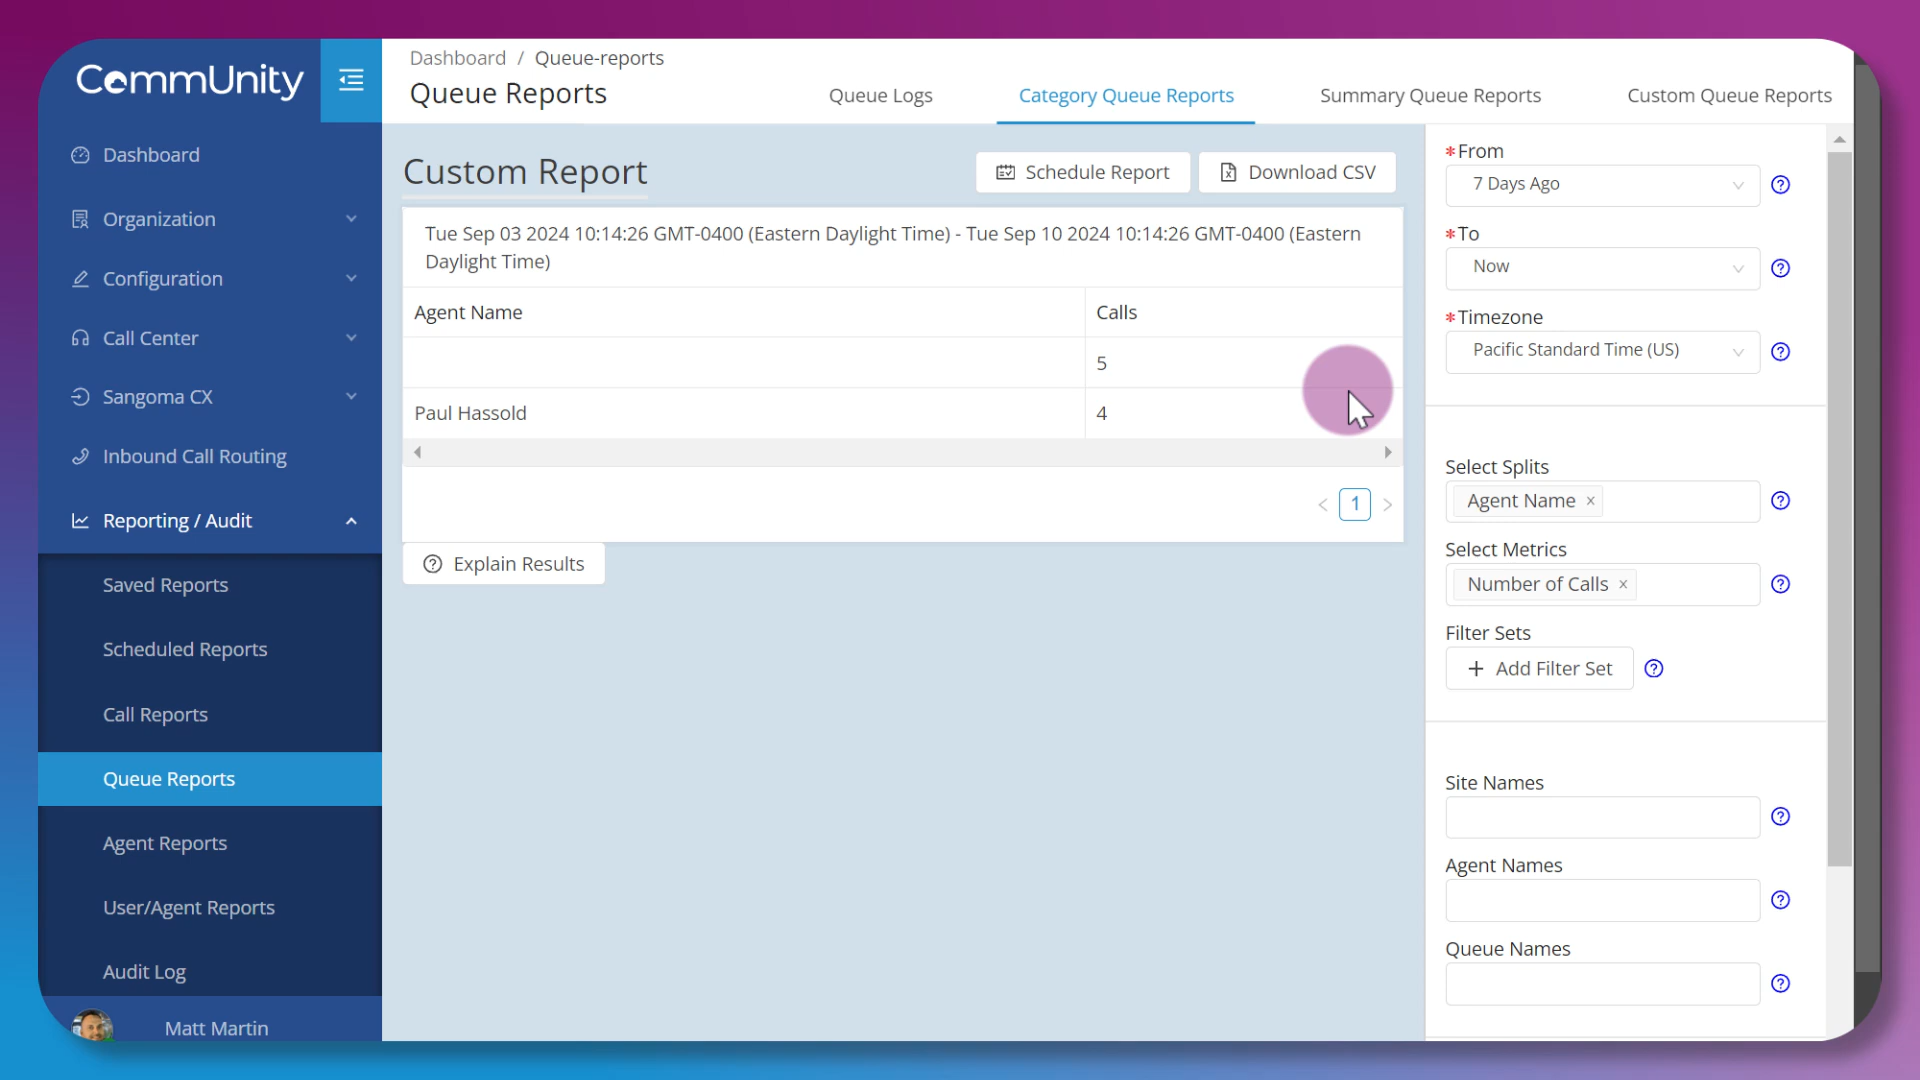 CommUnity
Dashboard
Organization
Configuration
Call Center
Sangoma CX
Inbound Call Routing
Reporting / Audit
Saved Reports
Scheduled Reports
Call Reports
Queue Reports
Agent Reports
User/Agent Reports
Audit Log
Matt Martin
Dashboard / Queue-reports
Queue Reports
Queue Logs
Category Queue Reports
Summary Queue Reports
Custom Queue Reports
Custom Report
Schedule Report
Download CSV
Tue Sep 03 2024 10:14:26 GMT-0400 (Eastern Daylight Time) - Tue Sep 10 2024 10:14:26 GMT-0400 (Eastern
Daylight Time)
Agent Name Calls
5
Paul Hassold 4
< 1 >
Explain Results
*From
7 Days Ago
*To
Now
*Timezone
Pacific Standard Time (US)
Select Splits
Agent Name ×
Select Metrics
Number of Calls ×
Filter Sets
+ Add Filter Set
Site Names
Agent Names
Queue Names